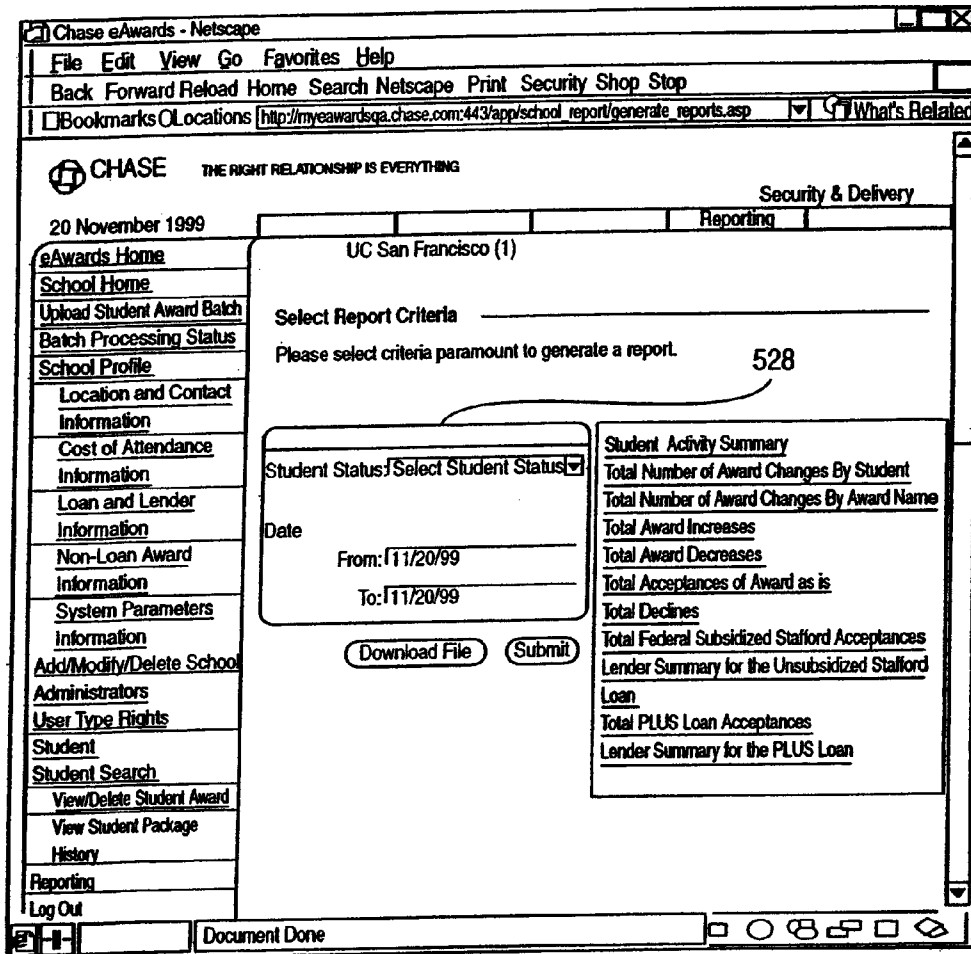 Chase eAwards - Netscape
File Edit View Go Favorites Help
Back Forward Reload Home Search Netscape Print Security Shop Stop
Bookmarks Locations http://myeawardsqa.chase.com:443/app/school_report/generate_reports.asp What's Related
CHASE THE RIGHT RELATIONSHIP IS EVERYTHING
Security & Delivery
20 November 1999
Reporting
eAwards Home
School Home
Upload Student Award Batch
Batch Processing Status
School Profile
Location and Contact
Information
Cost of Attendance
Information
Loan and Lender
Information
Non-Loan Award
Information
System Parameters
Information
Add/Modify/Delete School
Administrators
User Type Rights
Student
Student Search
View/Delete Student Award
View Student Package
History
Reporting
Log Out
UC San Francisco (1)
Select Report Criteria
Please select criteria paramount to generate a report.
528
Student Status: Select Student Status
Date
From: 11/20/99
To: 11/20/99
Download File Submit
Student Activity Summary
Total Number of Award Changes By Student
Total Number of Award Changes By Award Name
Total Award Increases
Total Award Decreases
Total Acceptances of Award as is
Total Declines
Total Federal Subsidized Stafford Acceptances
Lender Summary for the Unsubsidized Stafford
Loan
Total PLUS Loan Acceptances
Lender Summary for the PLUS Loan
Document Done